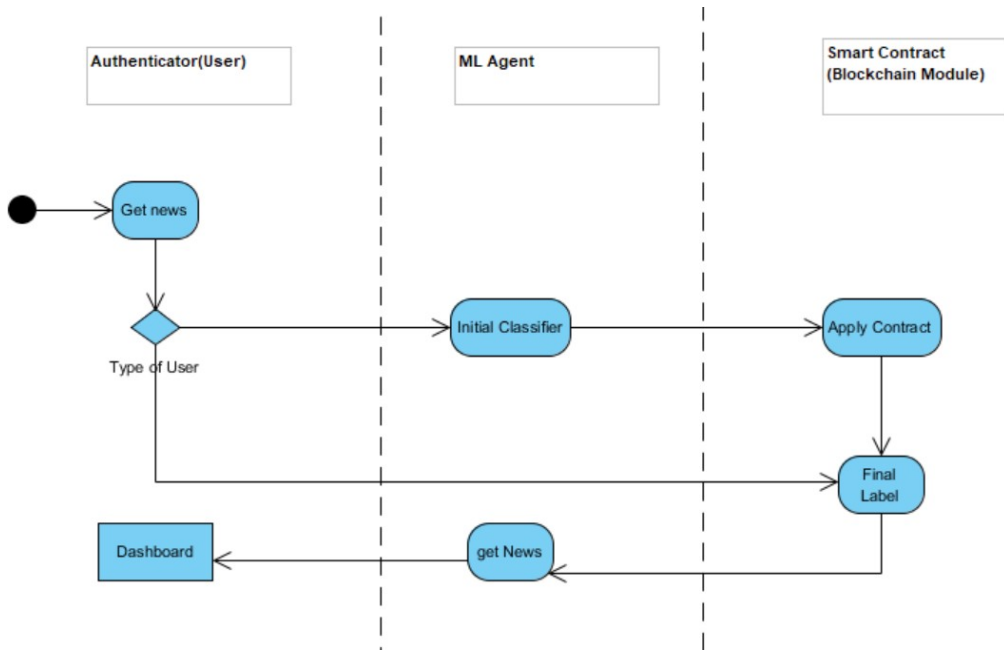 Authenticator(User)
ML Agent
Smart Contract
(Blockchain Module)
Get news
Type of User
Initial Classifier
Apply Contract
Final
Label
Dashboard
get News